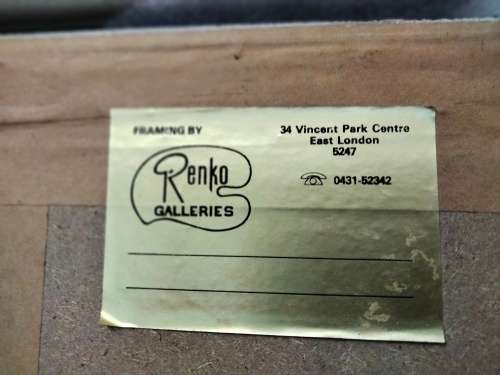 FRAMING BY
Renko
GALLERIES
34 Vincent Park Centre
East London
5247
0431-52342